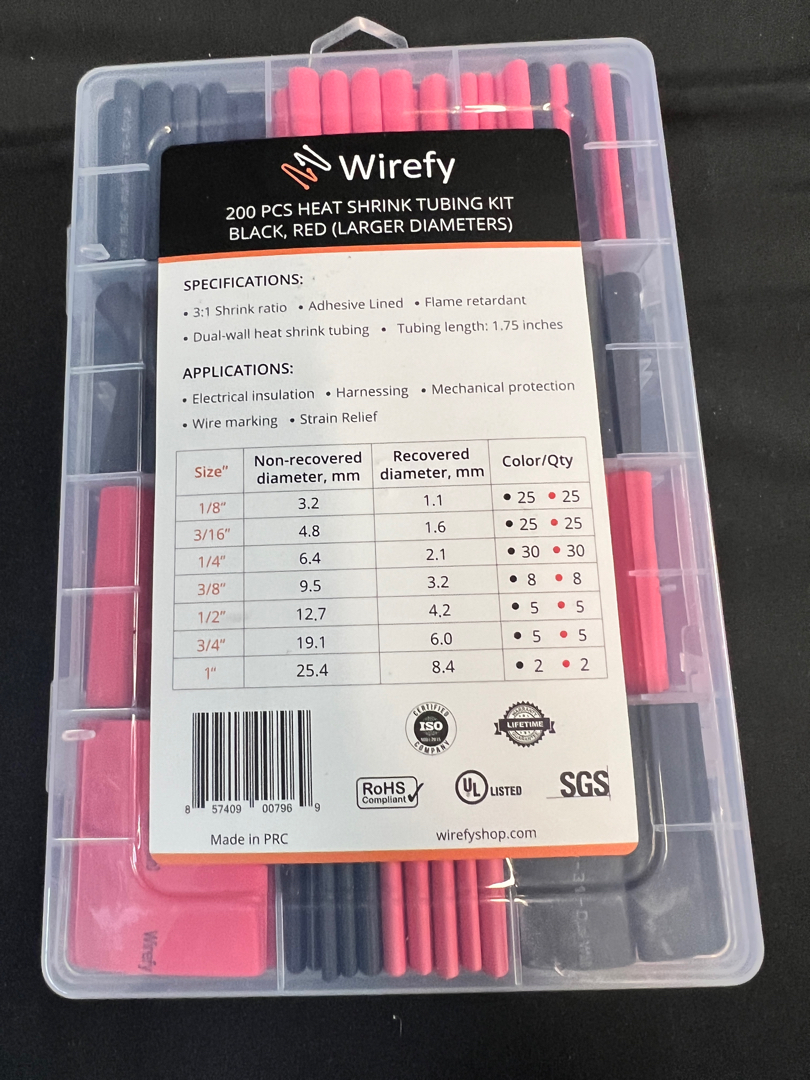 Wirefy
200 PCS HEAT SHRINK TUBING KIT
BLACK, RED (LARGER DIAMETERS)
SPECIFICATIONS:
• 3:1 Shrink ratio • Adhesive Lined • Flame retardant
• Dual-wall heat shrink tubing • Tubing length: 1.75 inches
APPLICATIONS:
• Electrical insulation • Harnessing • Mechanical protection
• Wire marking • Strain Relief
Size" Non-recovered diameter, mm Recovered diameter, mm Color/Qty
1/8" 3.2 1.1 • 25 • 25
3/16" 4.8 1.6 • 25 • 25
1/4" 6.4 2.1 • 30 • 30
3/8" 9.5 3.2 • 8 • 8
1/2" 12.7 4.2 • 5 • 5
3/4" 19.1 6.0 • 5 • 5
1" 25.4 8.4 • 2 • 2
CERTIFIED
ISO
COMPANY
LIFETIME
8 57409 00796 9
RoHS
Compliant
UL LISTED
SGS
Made in PRC
wirefyshop.com
Wirefy